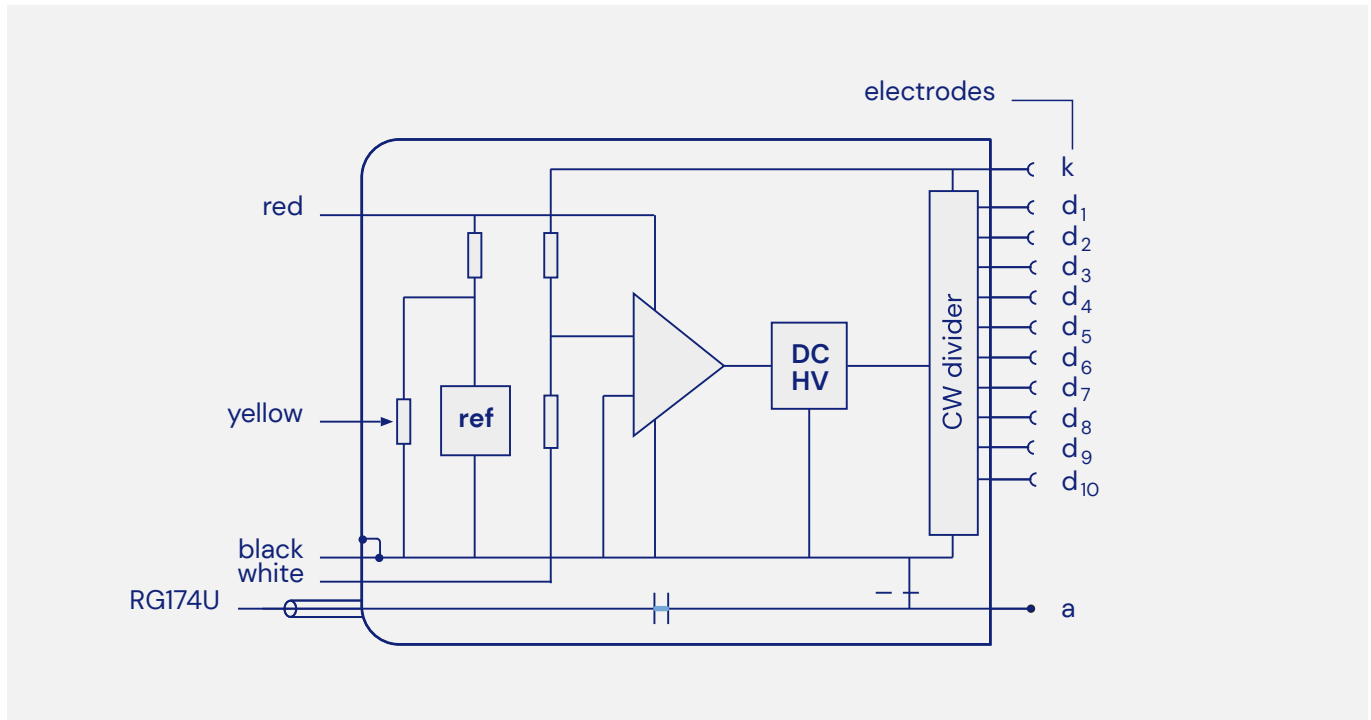 electrodes
k
red
d1
d2
d3
d4
d5
d6
d7
d8
d9
d10
CW divider
DC
HV
yellow
ref
black
white
RG174U
a